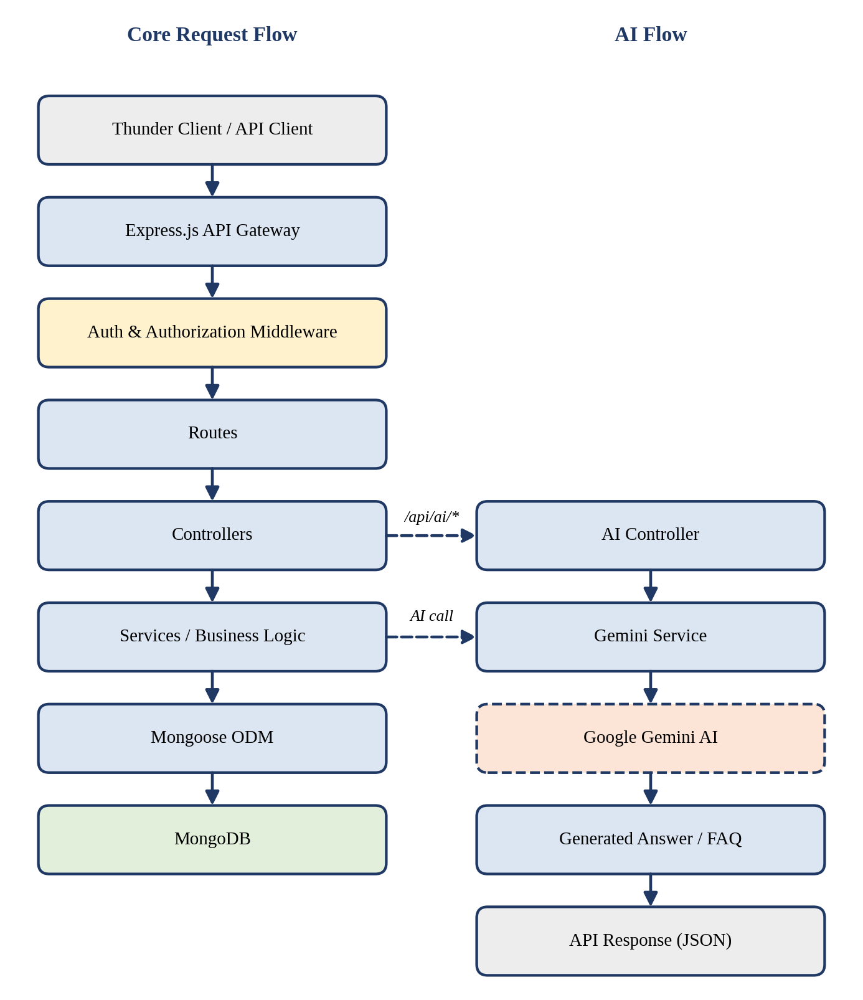 Core Request Flow
AI Flow
Thunder Client / API Client
Express.js API Gateway
Auth & Authorization Middleware
Routes
Controllers
/api/ai/*
AI Controller
Services / Business Logic
AI call
Gemini Service
Mongoose ODM
Google Gemini AI
MongoDB
Generated Answer / FAQ
API Response (JSON)